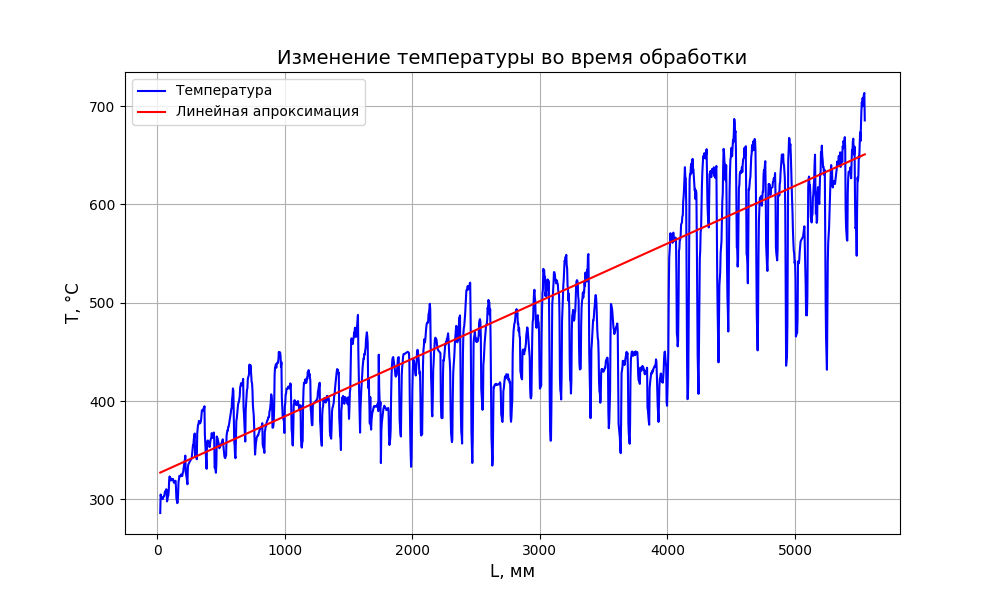 Изменение температуры во время обработки
Температура
Линейная апроксимация
700
600
500
400
300
T, °C
0 1000 2000 3000 4000 5000
L, мм